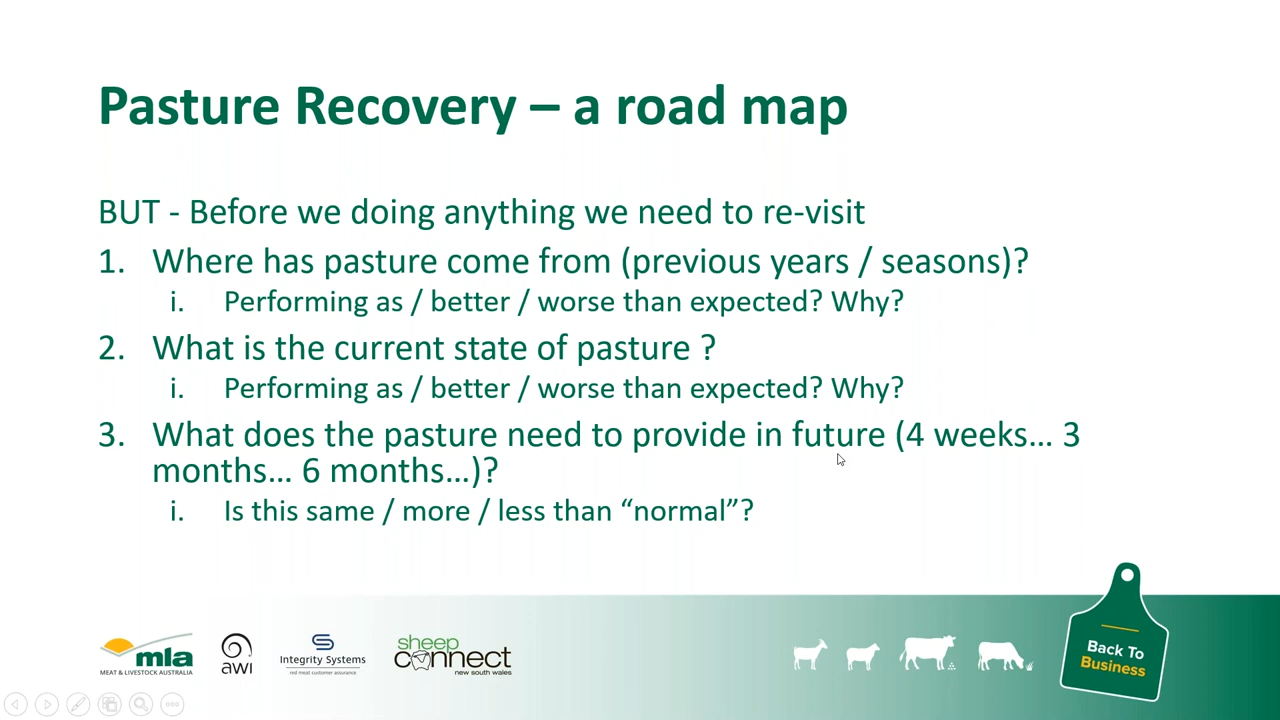 Pasture Recovery – a road map
BUT - Before we doing anything we need to re-visit
1. Where has pasture come from (previous years / seasons)?
i. Performing as / better / worse than expected? Why?
2. What is the current state of pasture ?
i. Performing as / better / worse than expected? Why?
3. What does the pasture need to provide in future (4 weeks... 3
months... 6 months...)?
i. Is this same / more / less than “normal”?
mla
MEAT & LIVESTOCK AUSTRALIA
awi
Integrity Systems
red meat customer assurance
sheep
connect
new south wales
Back To
Business